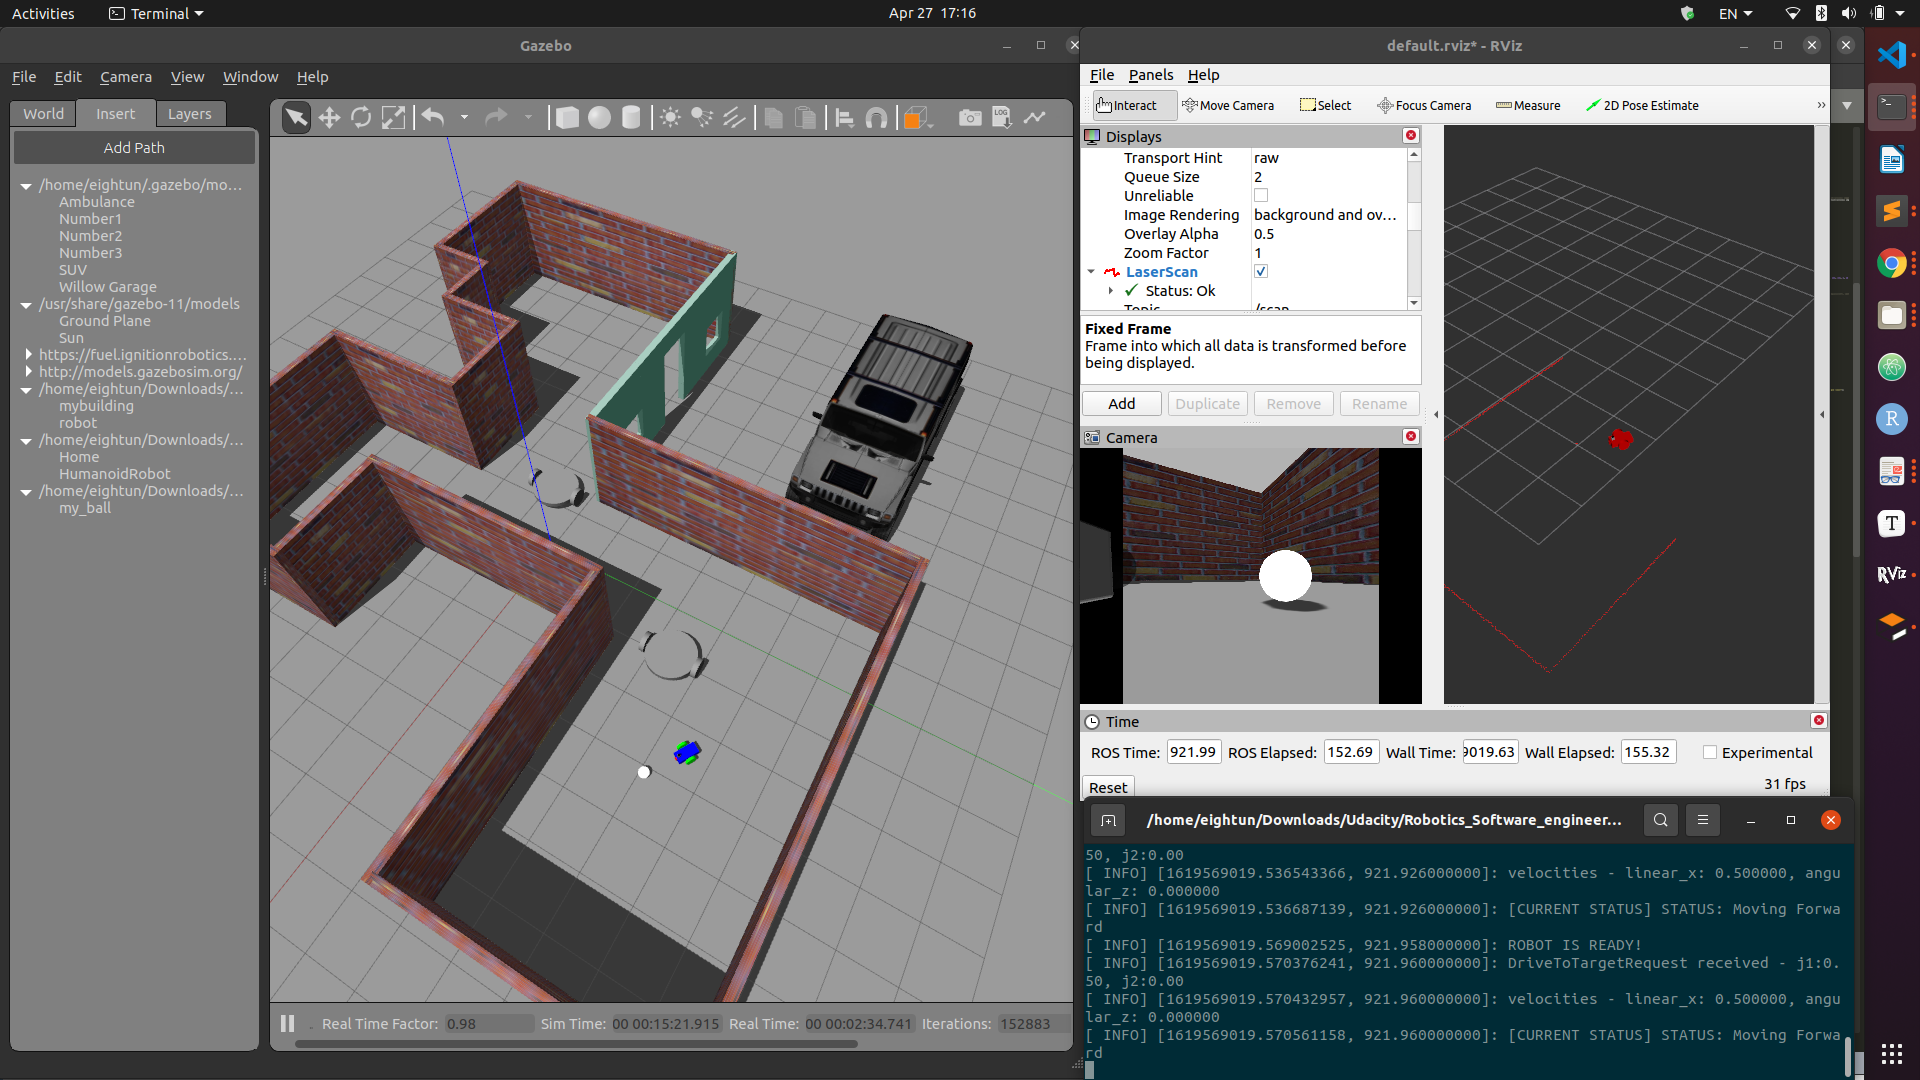 Activities
Terminal
Apr 27 17:16
EN
Gazebo
File Edit Camera View Window Help
World Insert Layers
Add Path
/home/eightun/.gazebo/mo...
Ambulance
Number1
Number2
Number3
SUV
Willow Garage
/usr/share/gazebo-11/models
Ground Plane
Sun
https://fuel.ignitionrobotics....
http://models.gazebosim.org/
/home/eightun/Downloads/...
mybuilding
robot
/home/eightun/Downloads/...
Home
HumanoidRobot
/home/eightun/Downloads/...
my_ball
LOG
Real Time Factor: 0.98 Sim Time: 00 00:15:21.915 Real Time: 00 00:02:34.741 Iterations: 152883
default.rviz* - RViz
File Panels Help
Interact Move Camera Select Focus Camera Measure 2D Pose Estimate
Displays
Transport Hint raw
Queue Size 2
Unreliable
Image Rendering background and ov...
Overlay Alpha 0.5
Zoom Factor 1
LaserScan
Status: Ok
Topic /scan
Fixed Frame
Frame into which all data is transformed before
being displayed.
Add Duplicate Remove Rename
Camera
Time
ROS Time: 921.99 ROS Elapsed: 152.69 Wall Time: 9019.63 Wall Elapsed: 155.32 Experimental
Reset 31 fps
/home/eightun/Downloads/Udacity/Robotics_Software_engineer...
50, j2:0.00
[ INFO] [1619569019.536543366, 921.926000000]: velocities - linear_x: 0.500000, angu
lar_z: 0.000000
[ INFO] [1619569019.536687139, 921.926000000]: [CURRENT STATUS] STATUS: Moving Forwa
rd
[ INFO] [1619569019.569002525, 921.958000000]: ROBOT IS READY!
[ INFO] [1619569019.570376241, 921.960000000]: DriveToTargetRequest received - j1:0.
50, j2:0.00
[ INFO] [1619569019.570432957, 921.960000000]: velocities - linear_x: 0.500000, angu
lar_z: 0.000000
[ INFO] [1619569019.570561158, 921.960000000]: [CURRENT STATUS] STATUS: Moving Forwa
rd
R
T
RViz